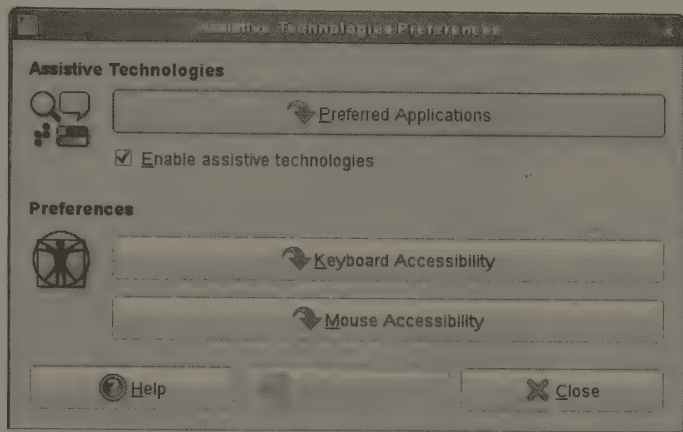 Assistive Technologies Preferences
Assistive Technologies
Preferred Applications
Enable assistive technologies
Preferences
Keyboard Accessibility
Mouse Accessibility
Help
Close